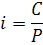 i = C/P